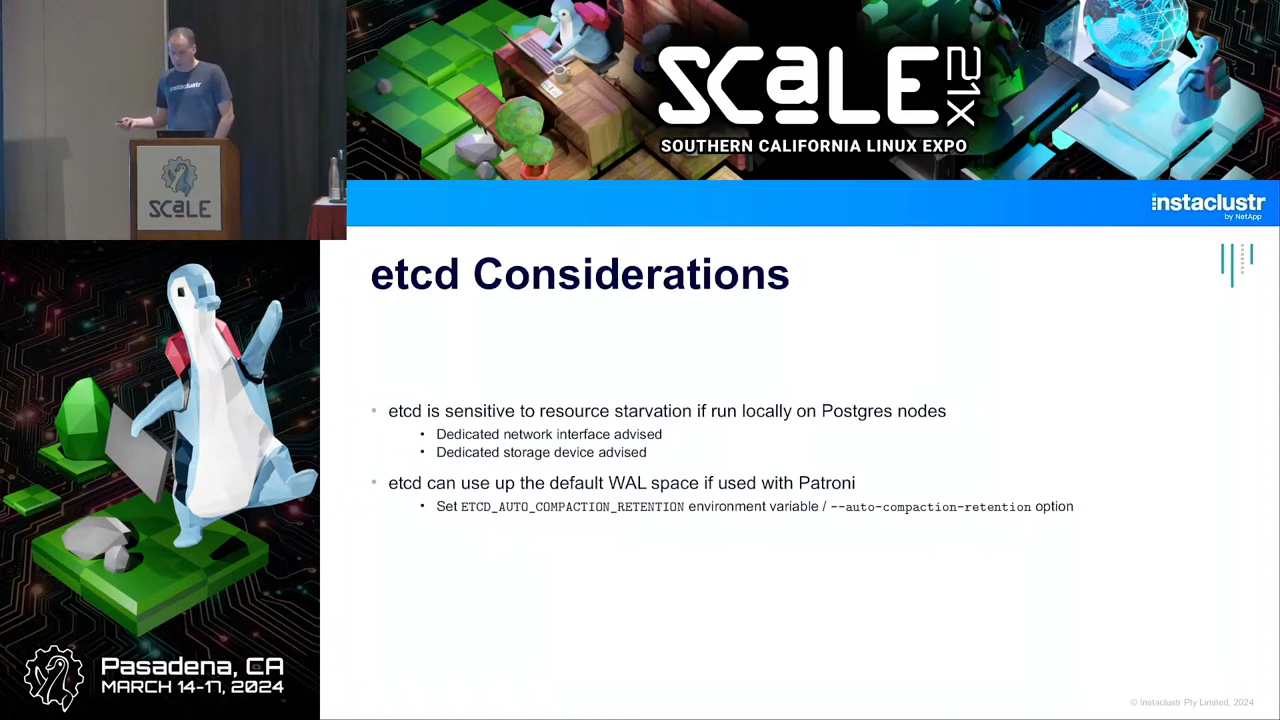 instaclustr
SCALE
SCaLE 21x
SOUTHERN CALIFORNIA LINUX EXPO
instaclustr
by NetApp
etcd Considerations
• etcd is sensitive to resource starvation if run locally on Postgres nodes
• Dedicated network interface advised
• Dedicated storage device advised
• etcd can use up the default WAL space if used with Patroni
• Set ETCD_AUTO_COMPACTION_RETENTION environment variable / --auto-compaction-retention option
Pasadena, CA
MARCH 14-17, 2024
© Instaclustr Pty Limited, 2024